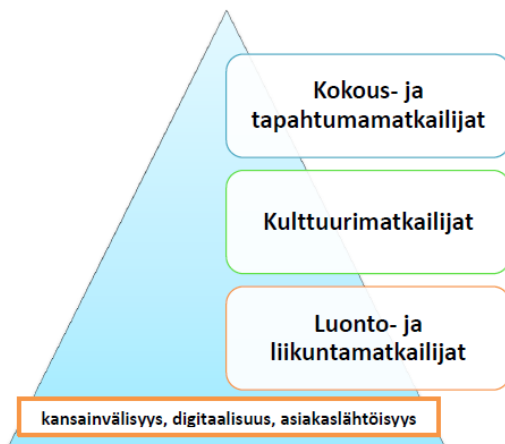 Kokous- ja
tapahtumamatkailijat
Kulttuurimatkailijat
Luonto- ja
liikuntamatkailijat
kansainvälisyys, digitaalisuus, asiakaslähtöisyys